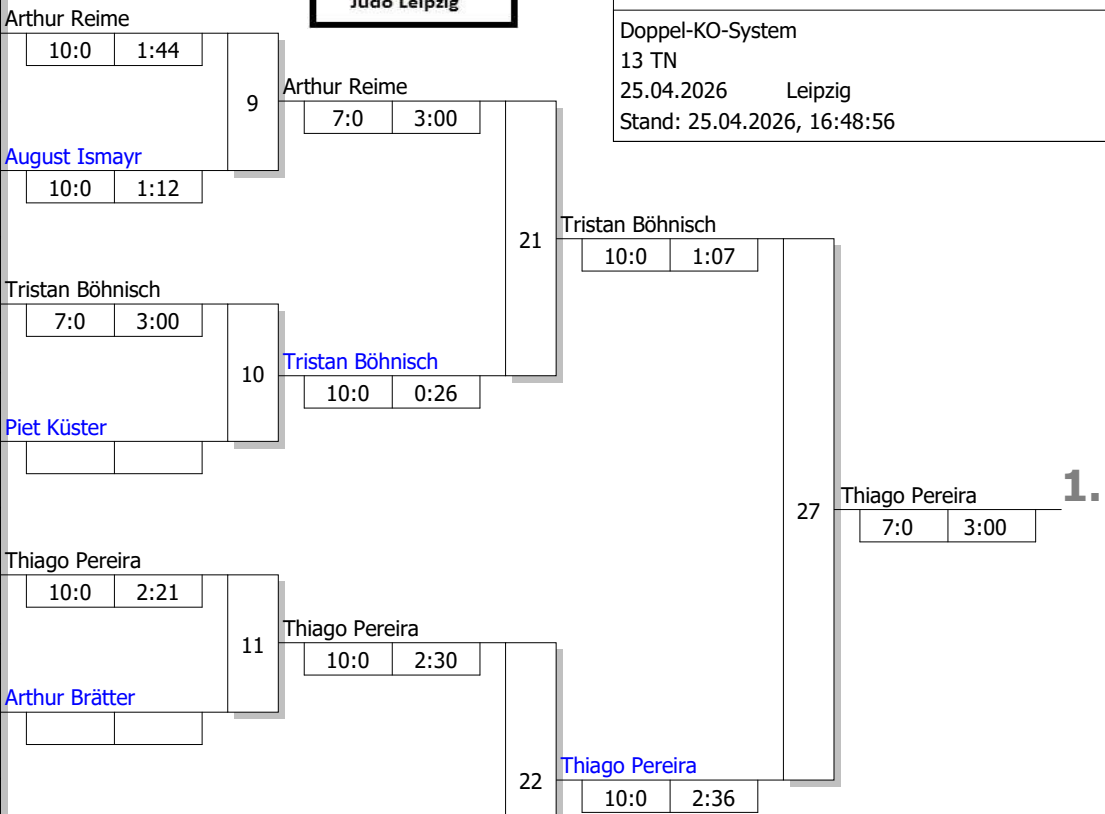 Judo Leipzig
Doppel-KO-System
13 TN
25.04.2026 Leipzig
Stand: 25.04.2026, 16:48:56
Arthur Reime
10:0 1:44
9
August Ismayr
10:0 1:12
Arthur Reime
7:0 3:00
21
Tristan Böhnisch
7:0 3:00
10
Piet Küster
Tristan Böhnisch
10:0 0:26
Tristan Böhnisch
10:0 1:07
27
Thiago Pereira
7:0 3:00
1.
Thiago Pereira
10:0 2:21
11
Arthur Brätter
Thiago Pereira
10:0 2:30
22
Thiago Pereira
10:0 2:36